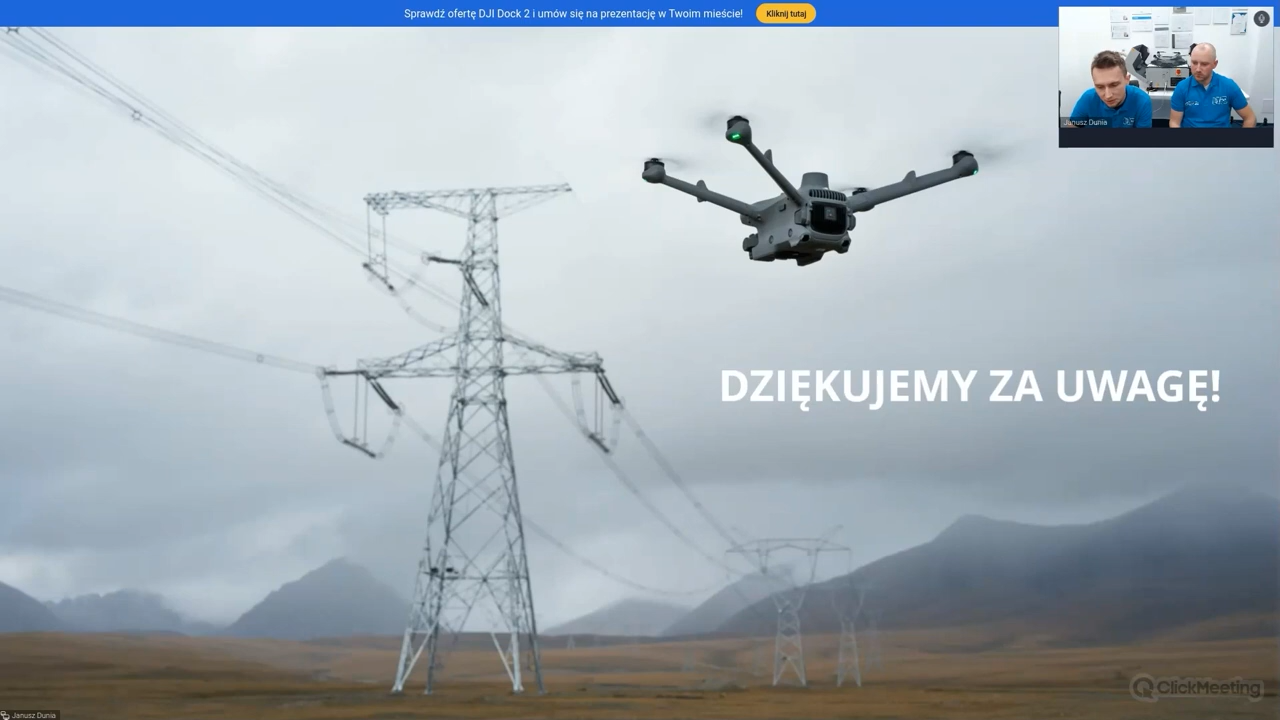 Sprawdź ofertę DJI Dock 2 i umów się na prezentację w Twoim mieście!
Kliknij tutaj
Janusz Dunia
DZIĘKUJEMY ZA UWAGĘ!
ClickMeeting
Janusz Dunia